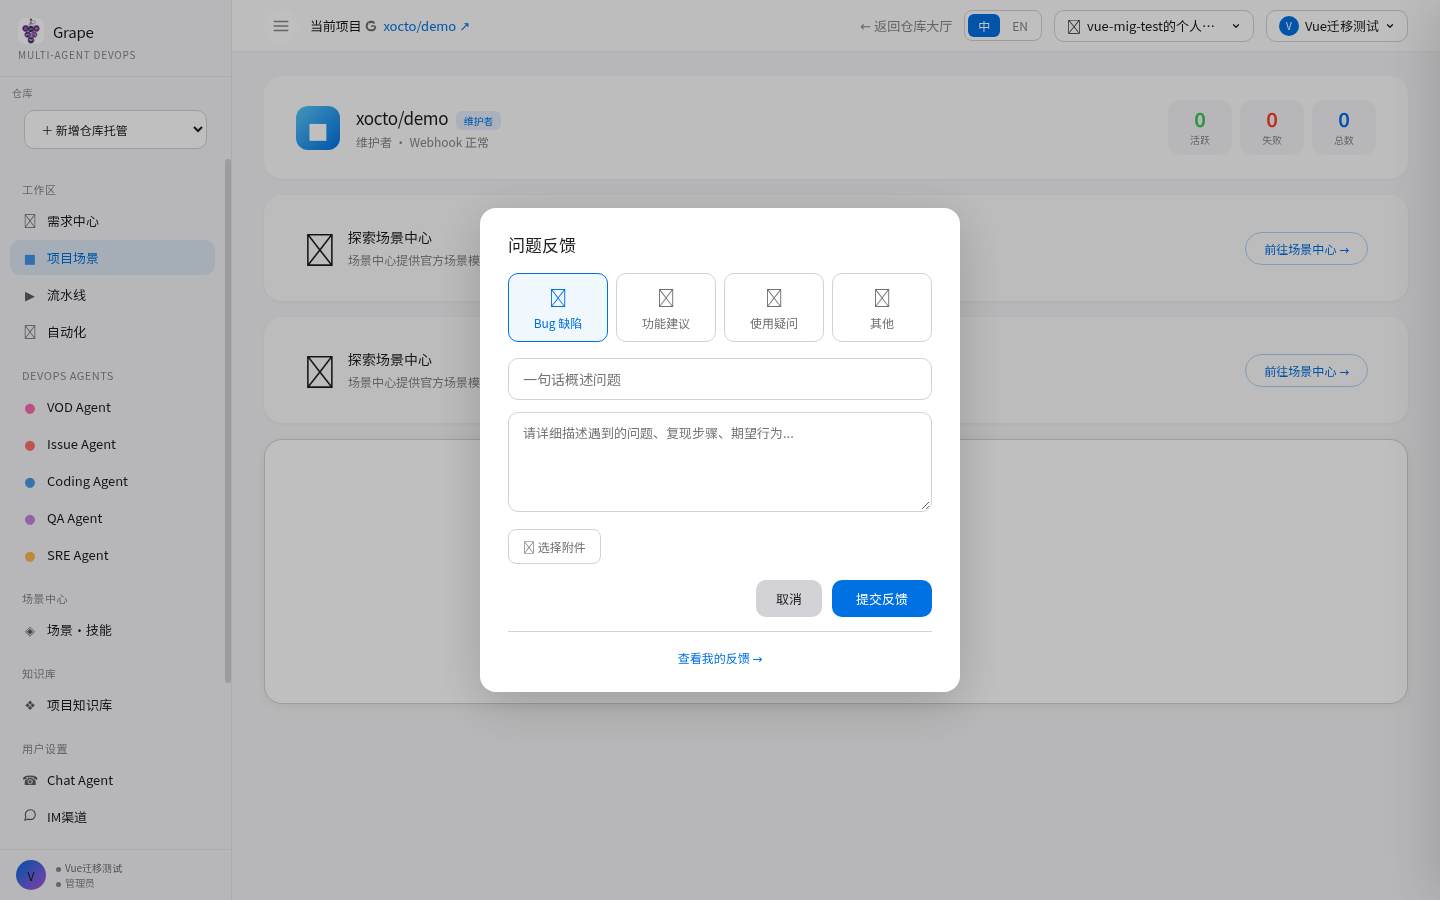 Grape
MULTI-AGENT DEVOPS
仓库
＋ 新增仓库托管
工作区
需求中心
项目场景
流水线
自动化
DEVOPS AGENTS
VOD Agent
Issue Agent
Coding Agent
QA Agent
SRE Agent
场景中心
场景·技能
知识库
项目知识库
用户设置
Chat Agent
IM渠道
V
Vue迁移测试
管理员
当前项目 G xocto/demo ↗
← 返回仓库大厅
中 EN
vue-mig-test的个人…
V Vue迁移测试
xocto/demo 维护者
维护者 · Webhook 正常
0 活跃
0 失败
0 总数
探索场景中心
场景中心提供官方场景模
前往场景中心 →
探索场景中心
场景中心提供官方场景模
前往场景中心 →
问题反馈
Bug 缺陷
功能建议
使用疑问
其他
一句话概述问题
请详细描述遇到的问题、复现步骤、期望行为...
选择附件
取消
提交反馈
查看我的反馈 →